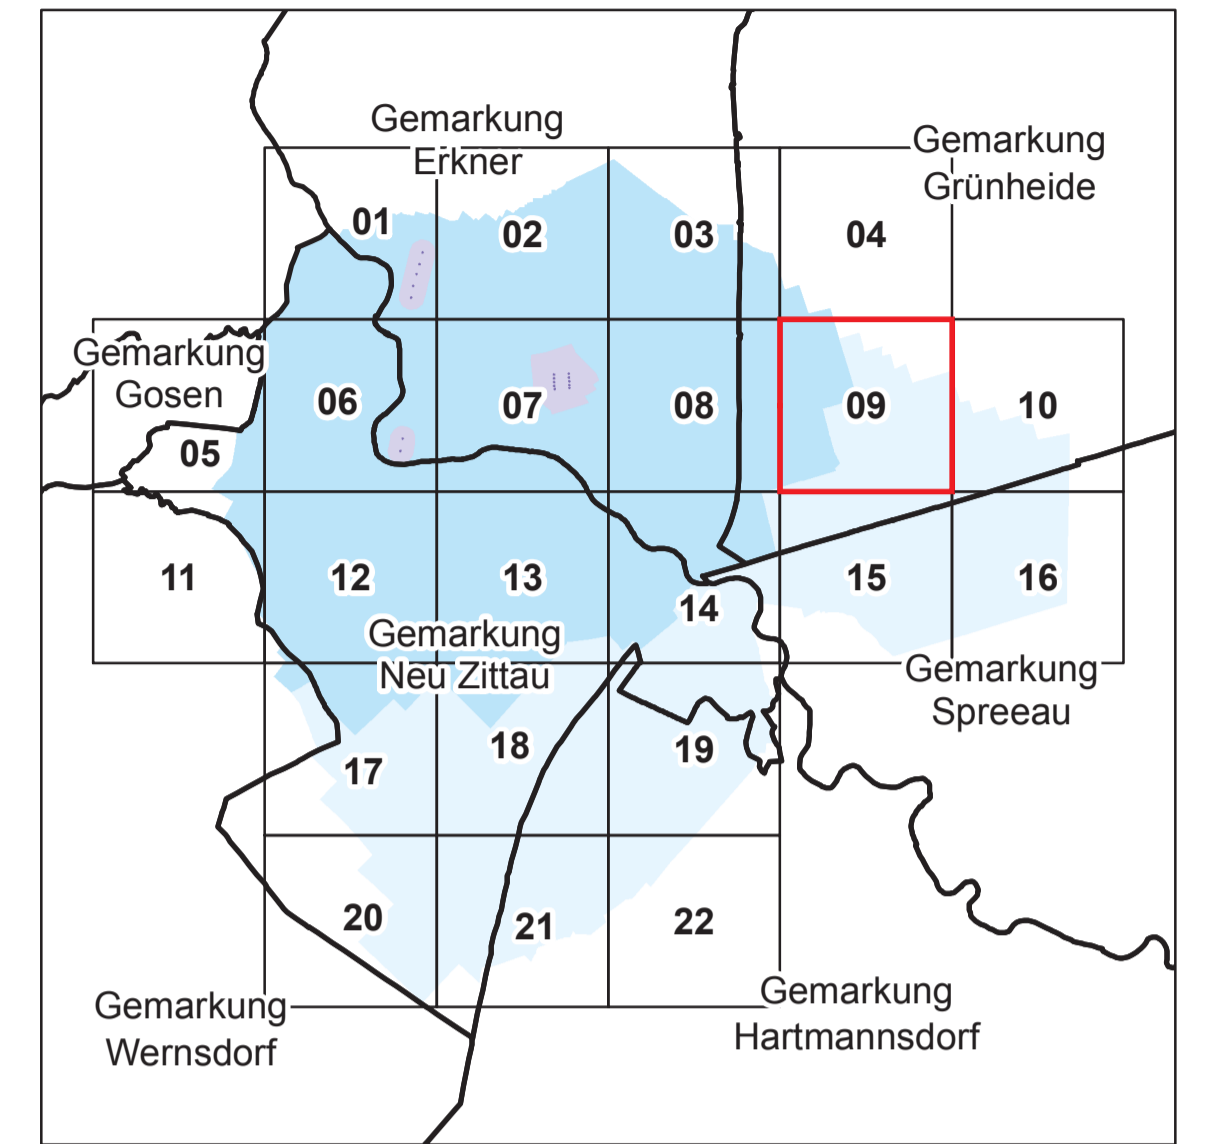 Gemarkung
Erkner
Gemarkung
Grünheide
01
02
03
04
Gemarkung
Gosen
05
06
07
08
09
10
11
12
13
14
15
16
Gemarkung
Neu Zittau
Gemarkung
Spreeau
17
18
19
20
21
22
Gemarkung
Wernsdorf
Gemarkung
Hartmannsdorf